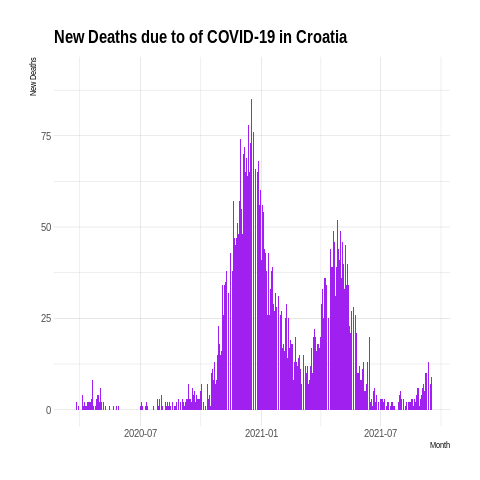 New Deaths due to of COVID-19 in Croatia
New Deaths
75
50
25
0
2020-07
2021-01
2021-07
Month